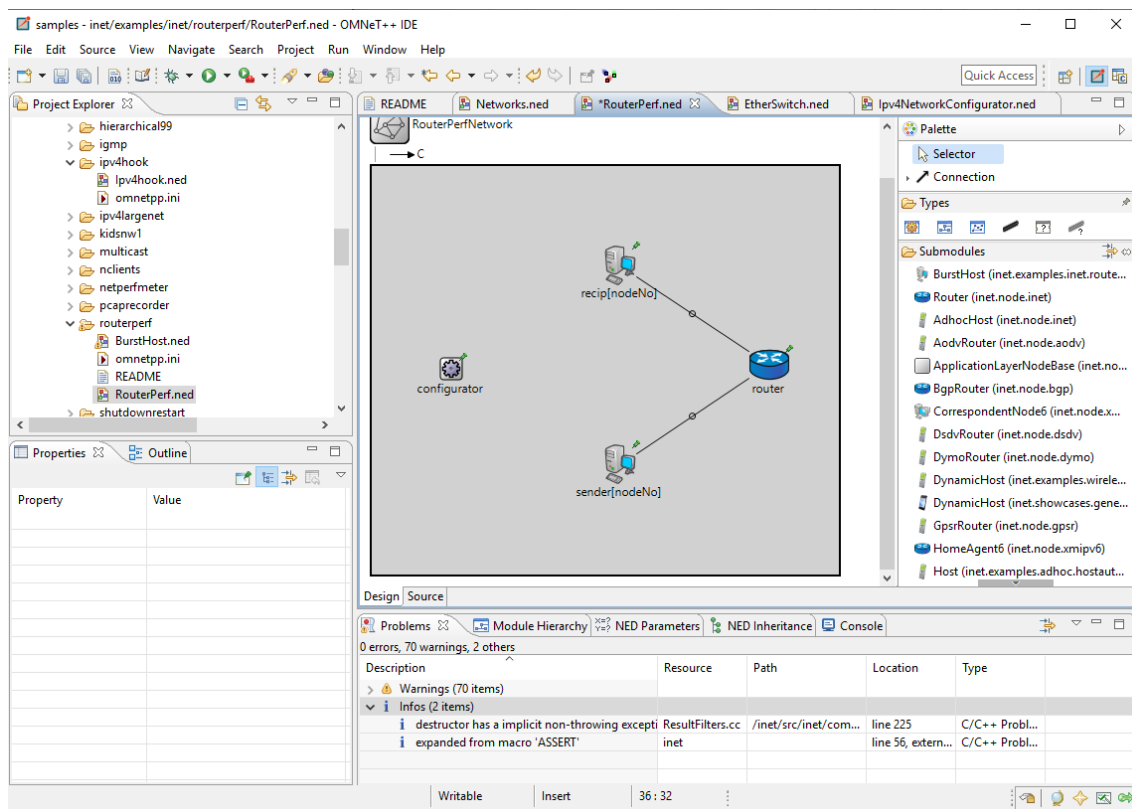 samples - inet/examples/inet/routerperf/RouterPerf.ned - OMNeT++ IDE
File Edit Source View Navigate Search Project Run Window Help
Quick Access
Project Explorer
hierarchical99
igmp
ipv4hook
Ipv4hook.ned
omnetpp.ini
ipv4largenet
kidsnw1
multicast
nclients
netperfmeter
pcaprecorder
routerperf
BurstHost.ned
omnetpp.ini
README
RouterPerf.ned
shutdownrestart
Properties Outline
Property Value
README Networks.ned *RouterPerf.ned EtherSwitch.ned Ipv4NetworkConfigurator.ned
RouterPerfNetwork
C
recip[nodeNo]
configurator
router
sender[nodeNo]
Design Source
Palette
Selector
Connection
Types
Submodules
BurstHost (inet.examples.inet.route...
Router (inet.node.inet)
AdhocHost (inet.node.inet)
AodvRouter (inet.node.aodv)
ApplicationLayerNodeBase (inet.no...
BgpRouter (inet.node.bgp)
CorrespondentNode6 (inet.node.x...
DsdvRouter (inet.node.dsdv)
DymoRouter (inet.node.dymo)
DynamicHost (inet.examples.wirele...
DynamicHost (inet.showcases.gene...
GpsrRouter (inet.node.gpsr)
HomeAgent6 (inet.node.xmipv6)
Host (inet.examples.adhoc.hostaut...
Problems Module Hierarchy NED Parameters NED Inheritance Console
0 errors, 70 warnings, 2 others
Description Resource Path Location Type
Warnings (70 items)
Infos (2 items)
destructor has a implicit non-throwing excepti ResultFilters.cc /inet/src/inet/com... line 225 C/C++ Probl...
expanded from macro 'ASSERT' inet line 56, extern... C/C++ Probl...
Writable Insert 36 : 32